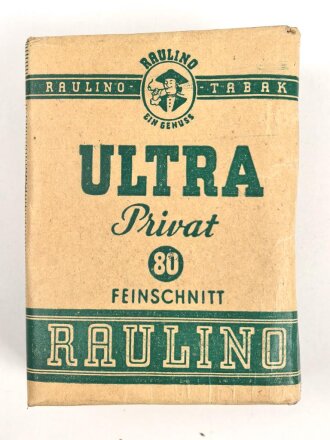 RAULINO
RAULINO - TABAK
EIN GENUSS
ULTRA
Privat
80
FEINSCHNITT
RAULINO